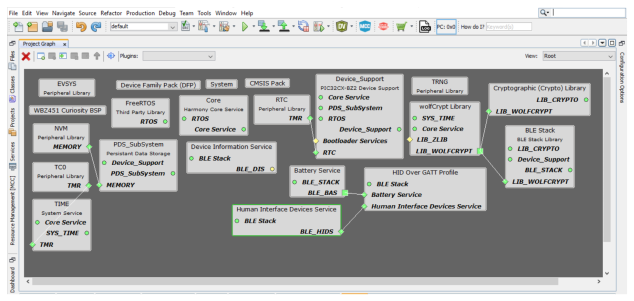 File Edit View Navigate Source Refactor Production Debug Team Tools Window Help
default
PC: 0x0
How do I?
Project Graph
Plugins:
View: Root
Files
Classes
Projects
Services
Resource Management [MCC]
Dashboard
Configuration Options
EVSYS
Peripheral Library
Device Family Pack (DFP)
System
CMSIS Pack
WBZ451 Curiosity BSP
FreeRTOS
Third Party Library
RTOS
Core
Harmony Core Service
RTOS
Core Service
RTC
Peripheral Library
TMR
Device_Support
PIC32CX-BZ2 Device Support
Core Service
PDS_SubSystem
RTOS
Device_Support
Bootloader Services
RTC
TRNG
Peripheral Library
wolfCrypt Library
SYS_TIME
Core Service
LIB_ZLIB
LIB_WOLFCRYPT
Cryptographic (Crypto) Library
LIB_CRYPTO
LIB_WOLFCRYPT
BLE Stack
BLE Stack Library
LIB_CRYPTO
Device_Support
BLE_STACK
LIB_WOLFCRYPT
NVM
Peripheral Library
MEMORY
PDS_SubSystem
Persistent Data Storage
Device_Support
PDS_SubSystem
MEMORY
Device Information Service
BLE Stack
BLE_DIS
TC0
Peripheral Library
TMR
Battery Service
BLE_STACK
BLE_BAS
HID Over GATT Profile
BLE Stack
Battery Service
Human Interface Devices Service
TIME
System Service
Core Service
SYS_TIME
TMR
Human Interface Devices Service
BLE Stack
BLE_HIDS